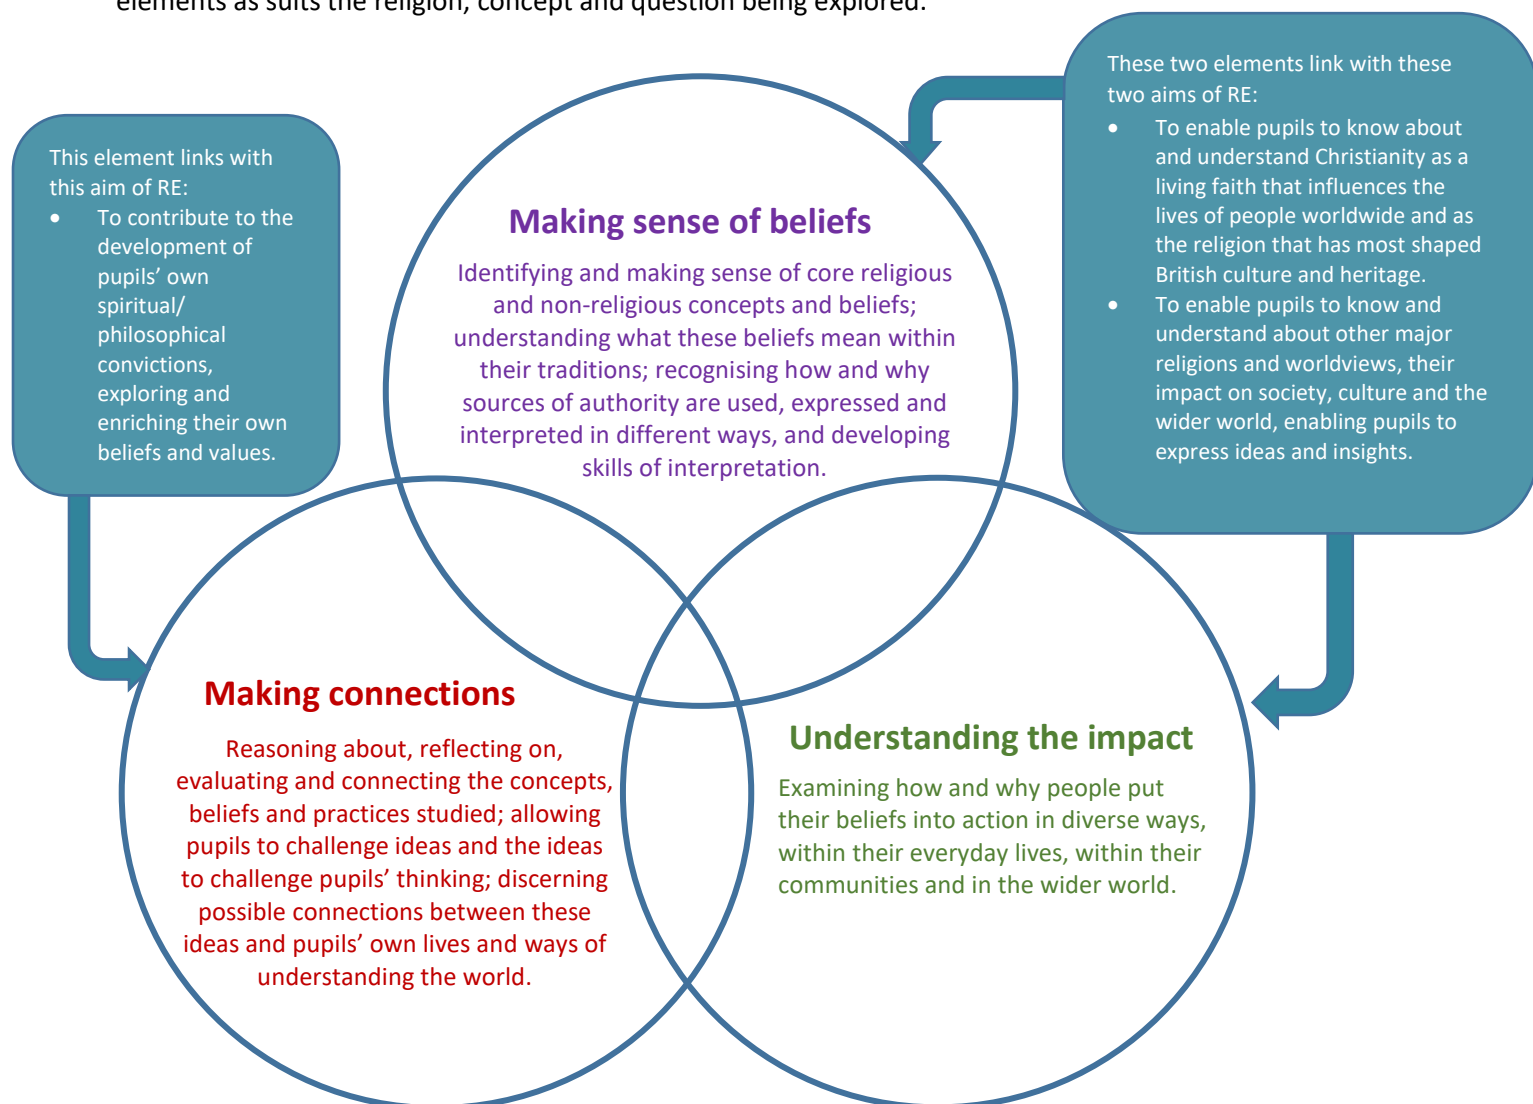 elements as suits the religion, concept and question being explored.
This element links with
this aim of RE:
• To contribute to the
development of
pupils’ own
spiritual/
philosophical
convictions,
exploring and
enriching their own
beliefs and values.
These two elements link with these
two aims of RE:
• To enable pupils to know about
and understand Christianity as a
living faith that influences the
lives of people worldwide and as
the religion that has most shaped
British culture and heritage.
• To enable pupils to know and
understand about other major
religions and worldviews, their
impact on society, culture and the
wider world, enabling pupils to
express ideas and insights.
Making sense of beliefs
Identifying and making sense of core religious
and non-religious concepts and beliefs;
understanding what these beliefs mean within
their traditions; recognising how and why
sources of authority are used, expressed and
interpreted in different ways, and developing
skills of interpretation.
Making connections
Reasoning about, reflecting on,
evaluating and connecting the concepts,
beliefs and practices studied; allowing
pupils to challenge ideas and the ideas
to challenge pupils’ thinking; discerning
possible connections between these
ideas and pupils’ own lives and ways of
understanding the world.
Understanding the impact
Examining how and why people put
their beliefs into action in diverse ways,
within their everyday lives, within their
communities and in the wider world.